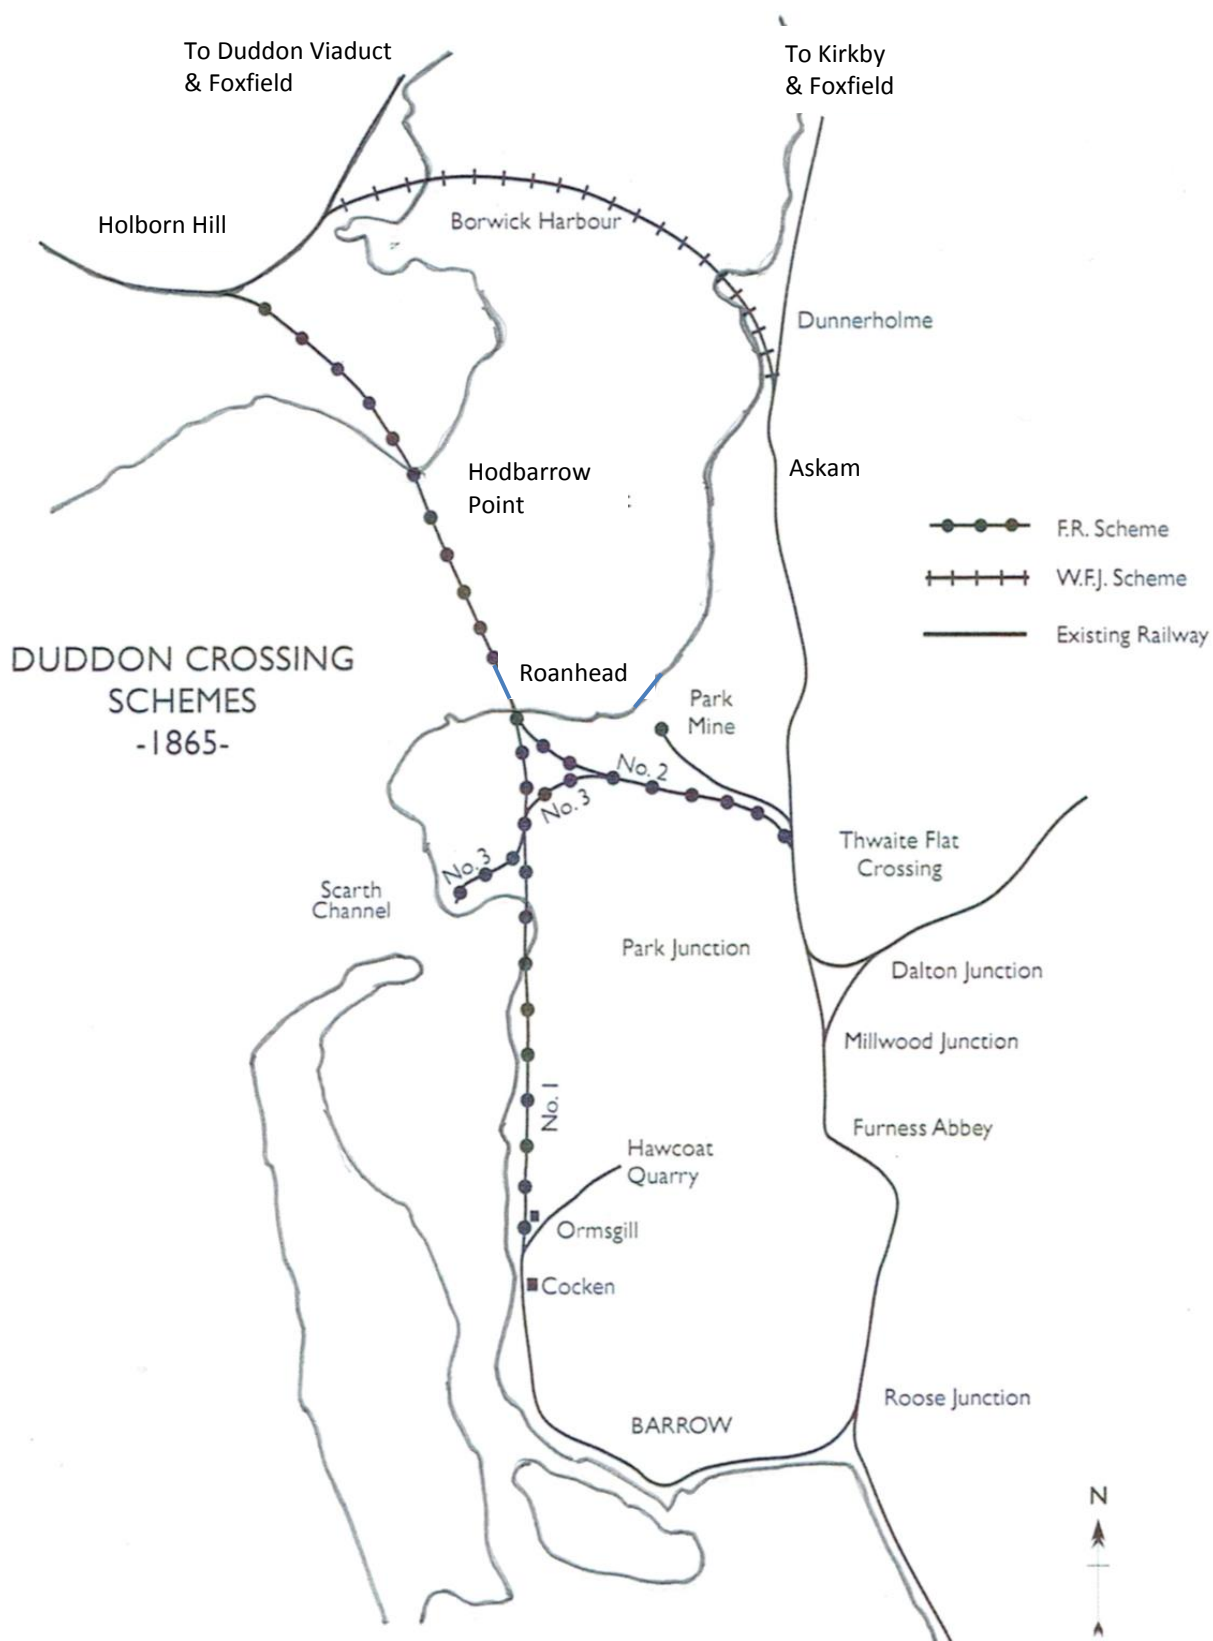 To Duddon Viaduct
& Foxfield
To Kirkby
& Foxfield
Holborn Hill
Borwick Harbour
Dunnerholme
Askam
Hodbarrow
Point
F.R. Scheme
W.F.J. Scheme
Existing Railway
DUDDON CROSSING
SCHEMES
-1865-
Roanhead
Park
Mine
No. 2
No. 3
No. 3
Thwaite Flat
Crossing
Scarth
Channel
Park Junction
Dalton Junction
Millwood Junction
No. 1
Furness Abbey
Hawcoat
Quarry
Ormsgill
Cocken
Roose Junction
BARROW
N